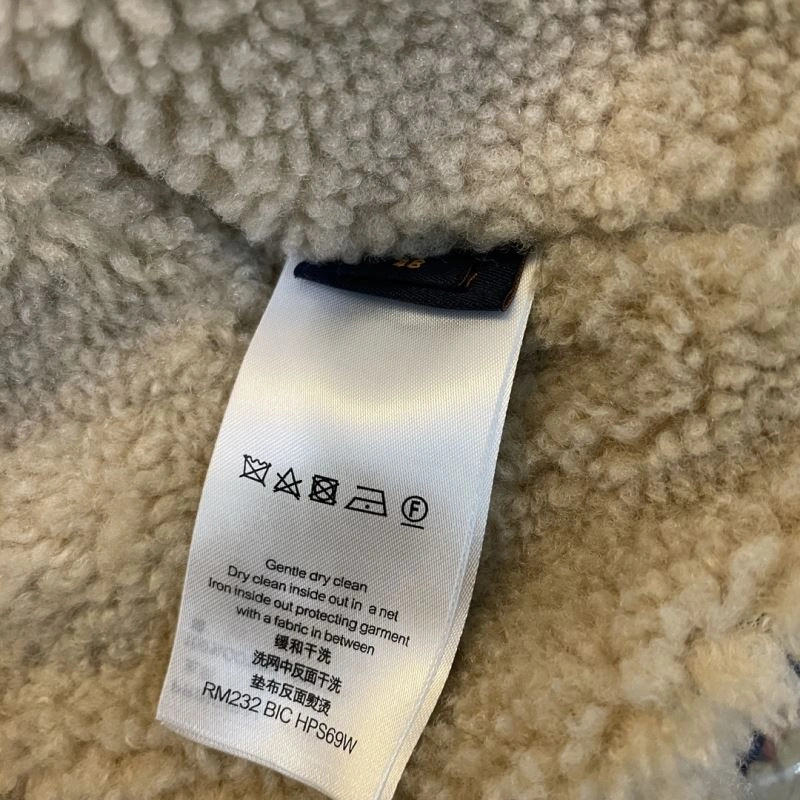 F
Gentle dry clean
Dry clean inside out in a net
Iron inside out protecting garment
with a fabric in between
缓和干洗
洗网中反面干洗
垫布反面熨烫
RM232 BIC HPS69W